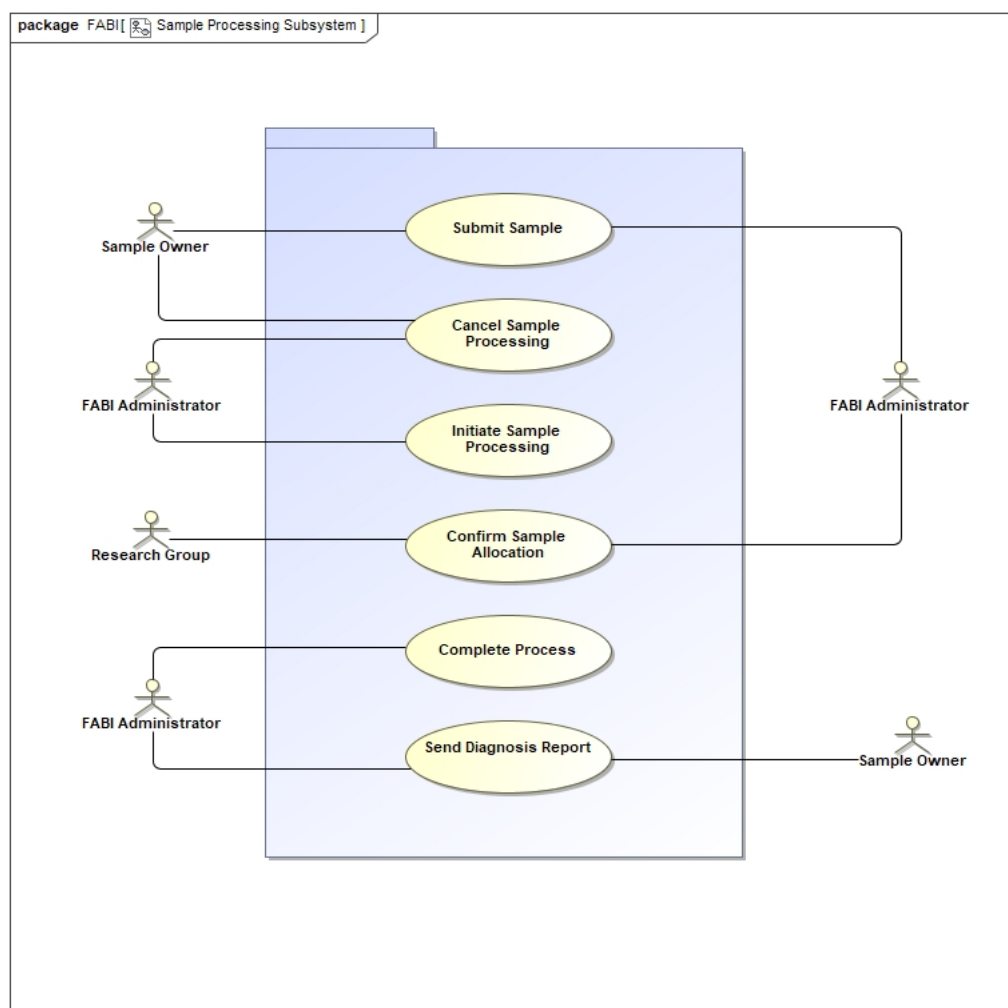 package FABI[ Sample Processing Subsystem ]
Submit Sample
Sample Owner
Cancel Sample
Processing
FABI Administrator
FABI Administrator
Initiate Sample
Processing
Research Group
Confirm Sample
Allocation
Complete Process
FABI Administrator
Send Diagnosis Report
Sample Owner